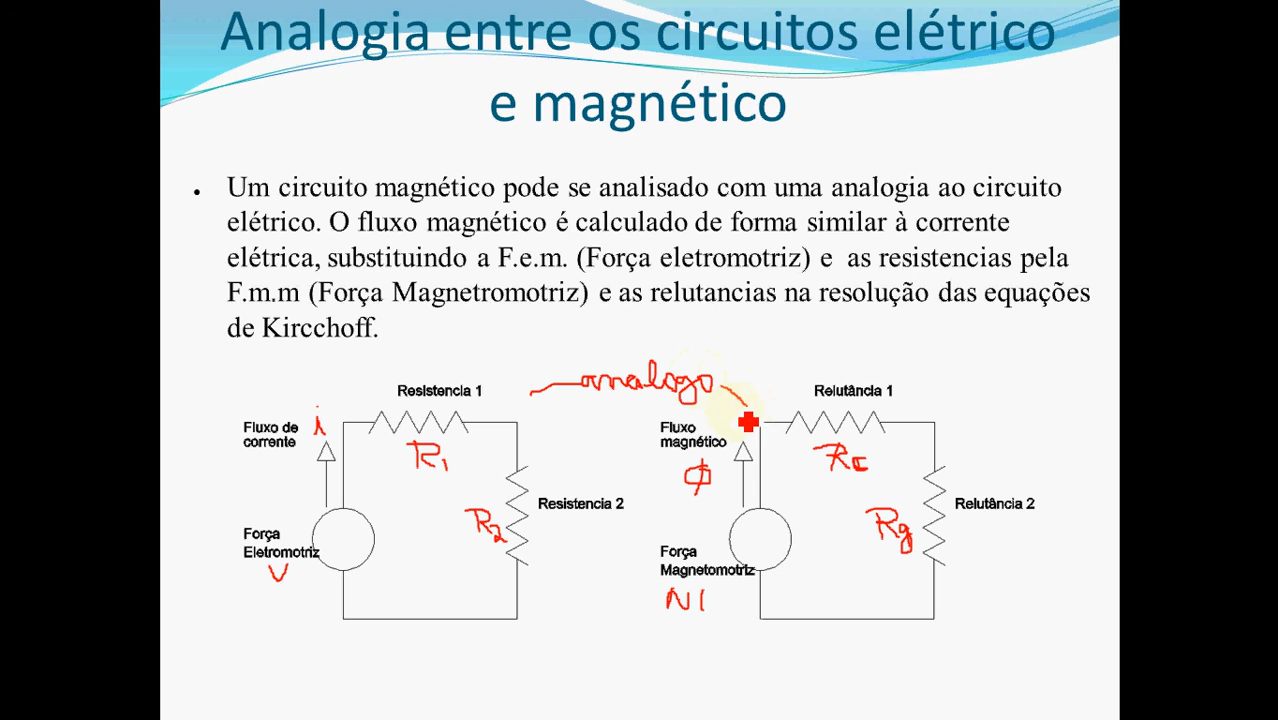 Analogia entre os circuitos elétrico
e magnético
• Um circuito magnético pode se analisado com uma analogia ao circuito
elétrico. O fluxo magnético é calculado de forma similar à corrente
elétrica, substituindo a F.e.m. (Força eletromotriz) e as resistencias pela
F.m.m (Força Magnetromotriz) e as relutancias na resolução das equações
de Kircchoff.
analogo
Resistencia 1
Fluxo de
corrente
i
R1
Resistencia 2
R2
Força
Eletromotriz
V
Relutância 1
Fluxo
magnético
Φ
Rc
Relutância 2
Rg
Força
Magnetomotriz
NI